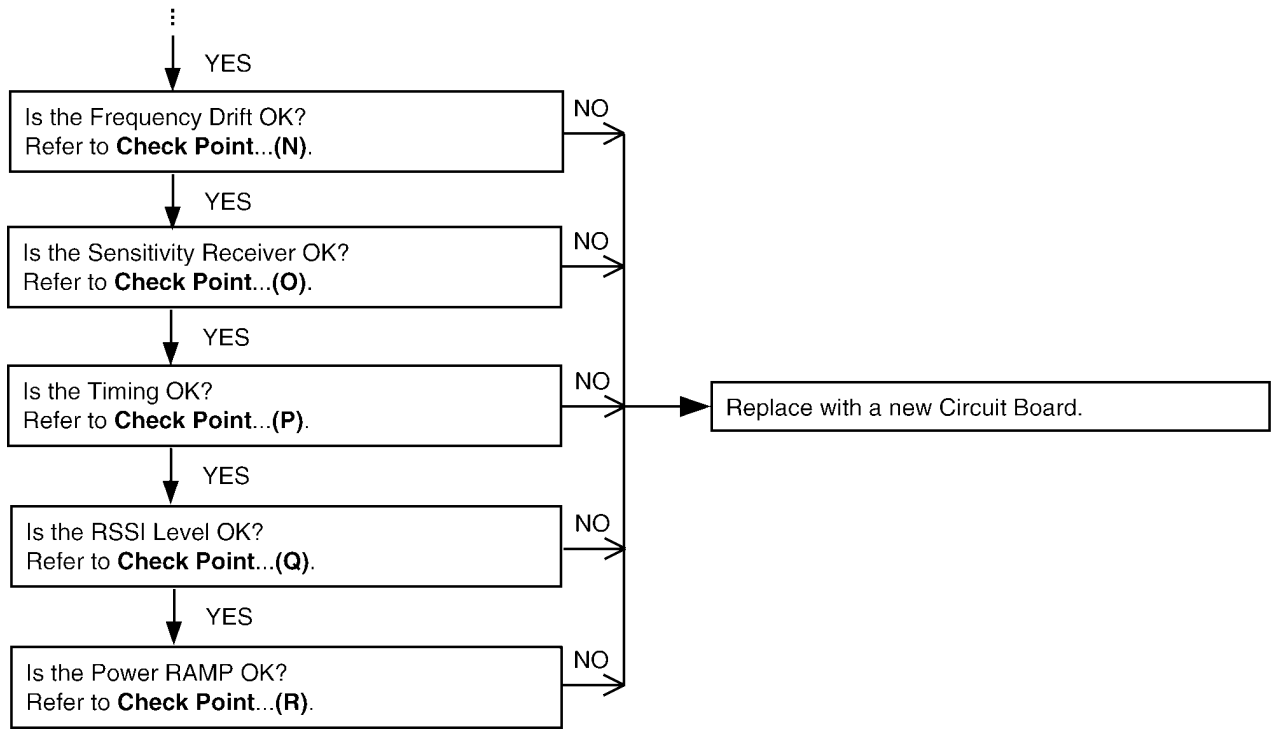 ⋮
YES
Is the Frequency Drift OK?
Refer to Check Point...(N).
NO
YES
Is the Sensitivity Receiver OK?
Refer to Check Point...(O).
NO
YES
Is the Timing OK?
Refer to Check Point...(P).
NO
Replace with a new Circuit Board.
YES
Is the RSSI Level OK?
Refer to Check Point...(Q).
NO
YES
Is the Power RAMP OK?
Refer to Check Point...(R).
NO